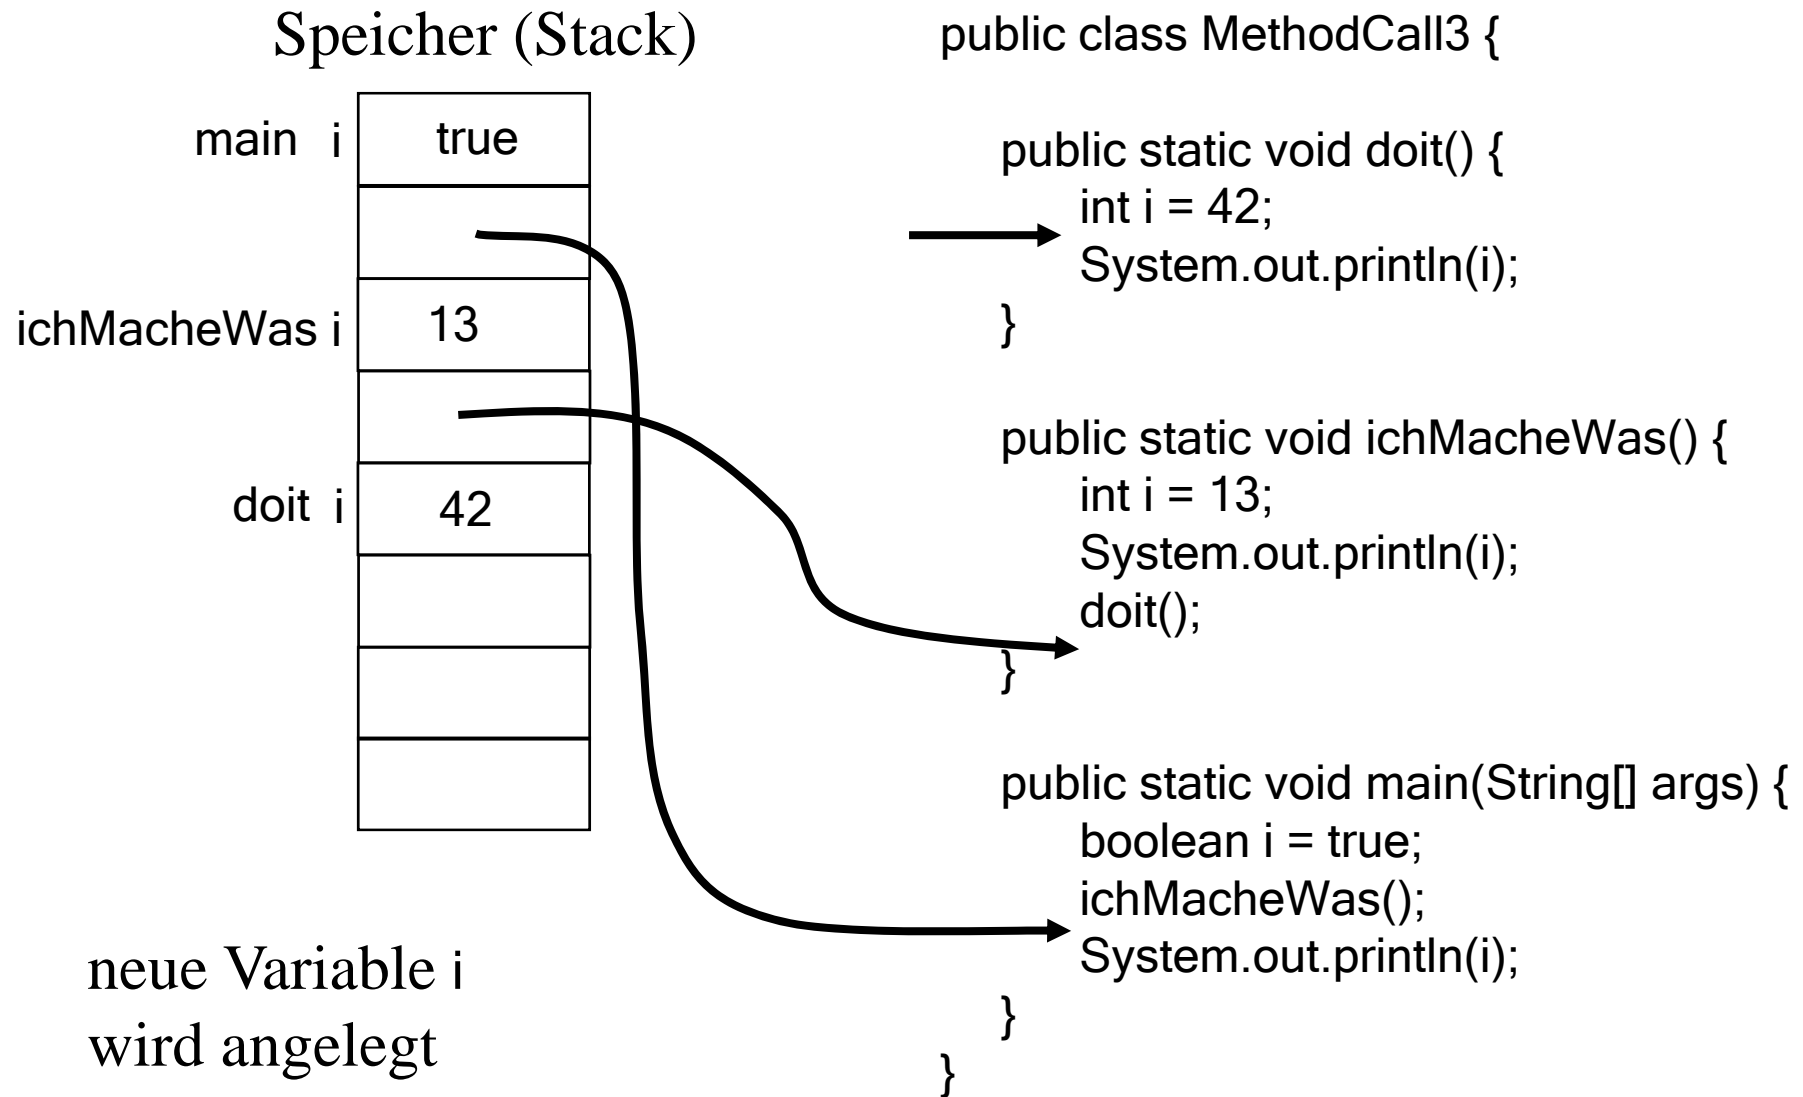 Speicher (Stack)
main i true
ichMacheWas i 13
doit i 42
neue Variable i
wird angelegt
public class MethodCall3 {
public static void doit() {
int i = 42;
System.out.println(i);
}
public static void ichMacheWas() {
int i = 13;
System.out.println(i);
doit();
}
public static void main(String[] args) {
boolean i = true;
ichMacheWas();
System.out.println(i);
}
}